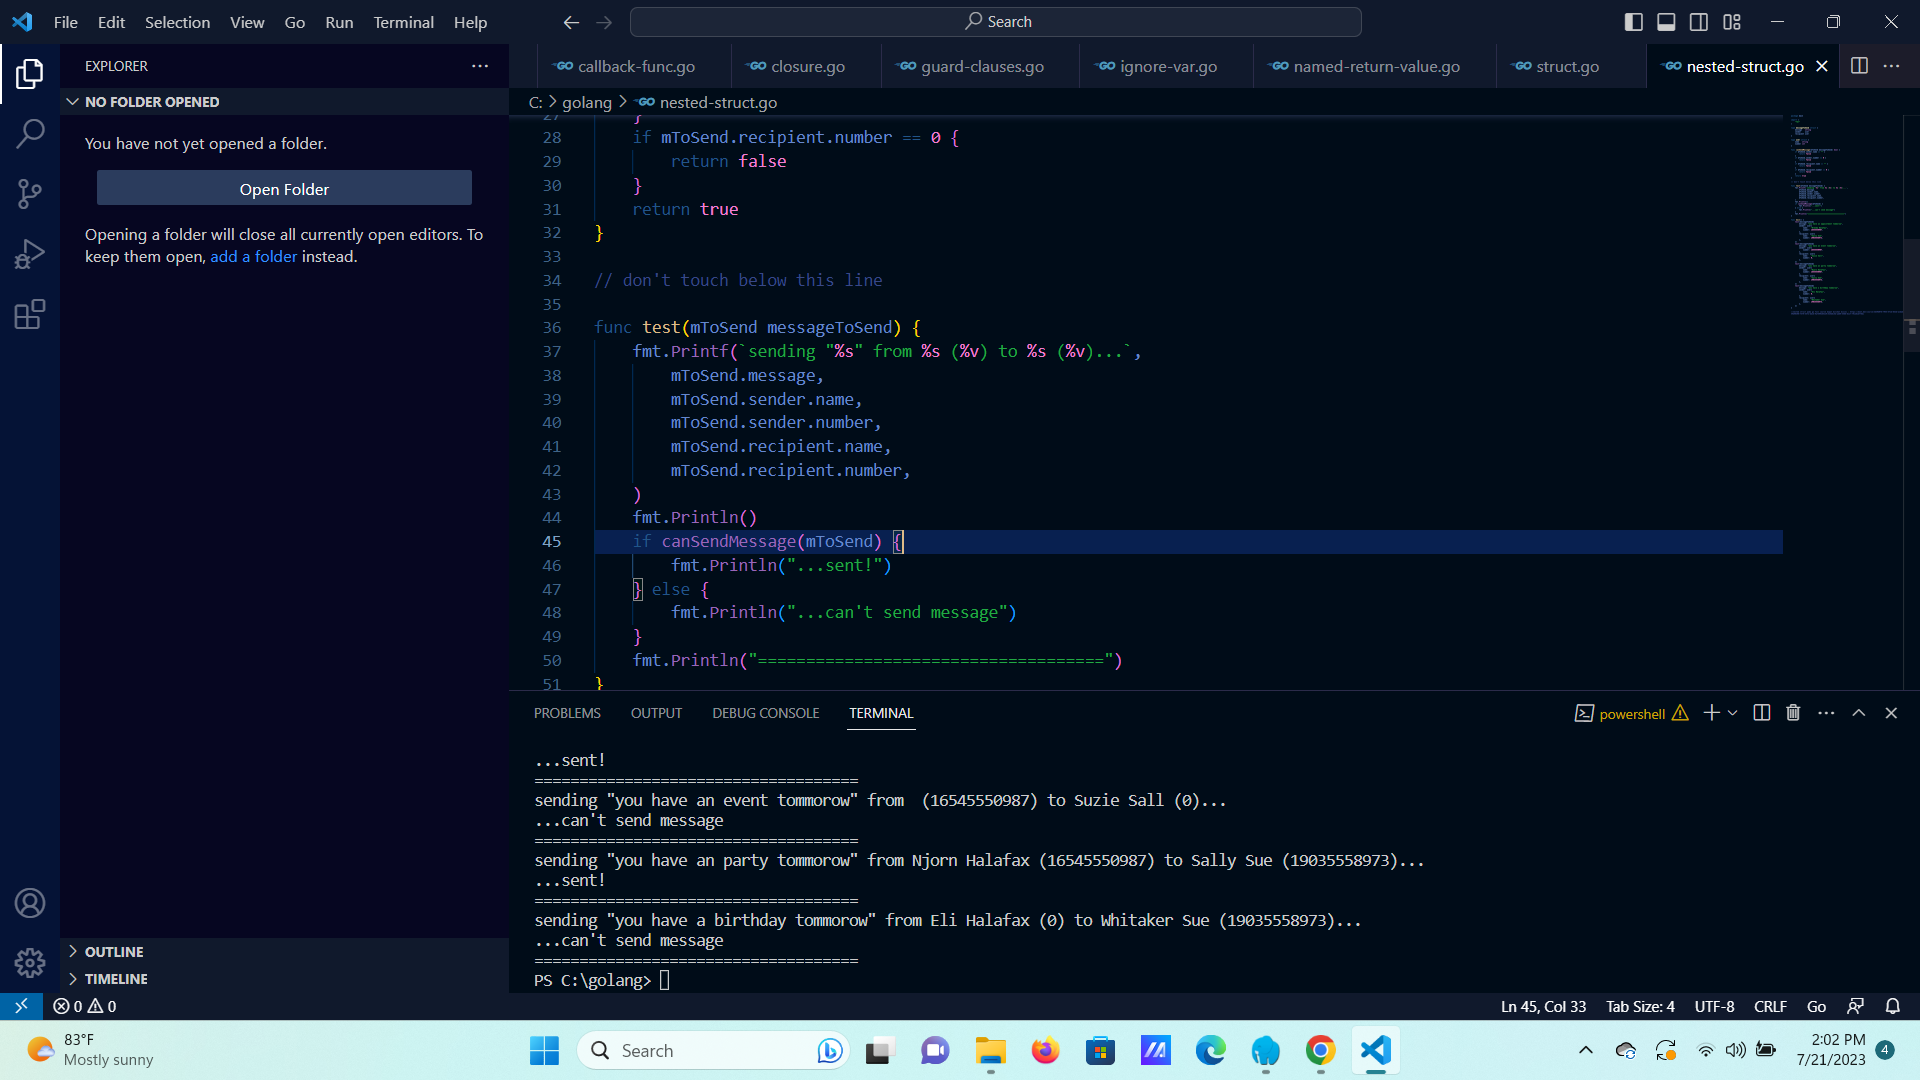 File Edit Selection View Go Run Terminal Help
Search
EXPLORER
NO FOLDER OPENED
You have not yet opened a folder.
Open Folder
Opening a folder will close all currently open editors. To
keep them open, add a folder instead.
OUTLINE
TIMELINE
callback-func.go closure.go guard-clauses.go ignore-var.go named-return-value.go struct.go nested-struct.go
C: > golang > nested-struct.go
27 }
28 if mToSend.recipient.number == 0 {
29 return false
30 }
31 return true
32 }
33
34 // don't touch below this line
35
36 func test(mToSend messageToSend) {
37 fmt.Printf(`sending "%s" from %s (%v) to %s (%v)...`,
38 mToSend.message,
39 mToSend.sender.name,
40 mToSend.sender.number,
41 mToSend.recipient.name,
42 mToSend.recipient.number,
43 )
44 fmt.Println()
45 if canSendMessage(mToSend) {
46 fmt.Println("...sent!")
47 } else {
48 fmt.Println("...can't send message")
49 }
50 fmt.Println("====================================")
51 }
PROBLEMS OUTPUT DEBUG CONSOLE TERMINAL
powershell
...sent!
====================================
sending "you have an event tommorow" from  (16545550987) to Suzie Sall (0)...
...can't send message
====================================
sending "you have an party tommorow" from Njorn Halafax (16545550987) to Sally Sue (19035558973)...
...sent!
====================================
sending "you have a birthday tommorow" from Eli Halafax (0) to Whitaker Sue (19035558973)...
...can't send message
====================================
PS C:\golang>
0 0
Ln 45, Col 33 Tab Size: 4 UTF-8 CRLF Go
83°F
Mostly sunny
Search
2:02 PM
7/21/2023
4